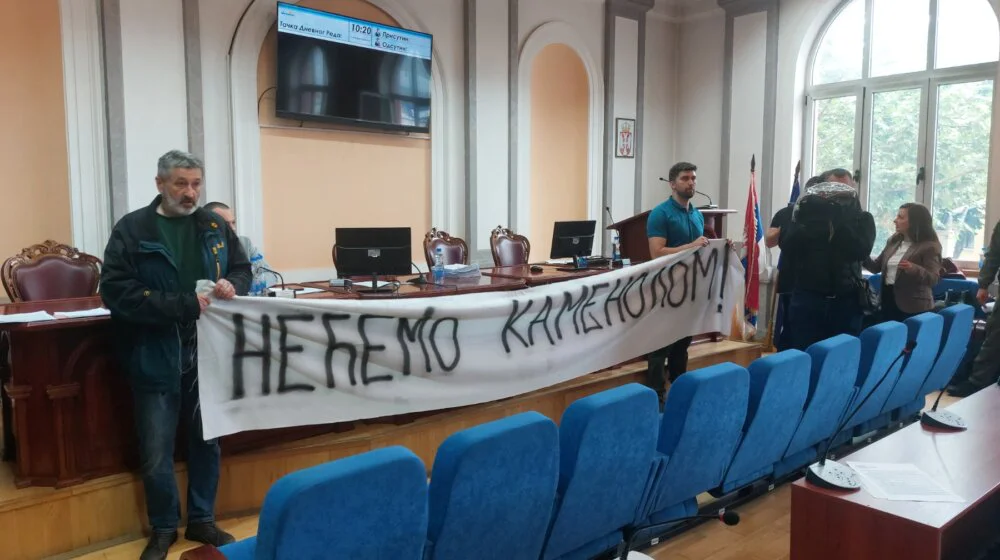 Тачка Дневног Реда:
10:20
Присутни:
Одсутни:
НЕЋЕМО КАМЕНОЛОМ!